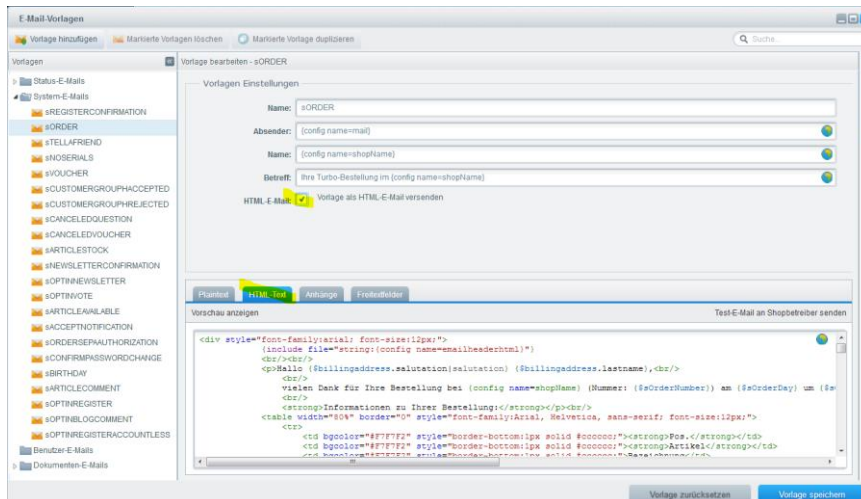 E-Mail-Vorlagen
Vorlage hinzufügen Markierte Vorlagen löschen Markierte Vorlage duplizieren Suche...
Vorlagen
Vorlage bearbeiten - sORDER
Status-E-Mails
System-E-Mails
sREGISTERCONFIRMATION
sORDER
sTELLAFRIEND
sNOSERIALS
sVOUCHER
sCUSTOMERGROUPHACCEPTED
sCUSTOMERGROUPHREJECTED
sCANCELEDQUESTION
sCANCELEDVOUCHER
sARTICLESTOCK
sNEWSLETTERCONFIRMATION
sOPTINNEWSLETTER
sOPTINVOTE
sARTICLEAVAILABLE
sACCEPTNOTIFICATION
sORDERSEPAAUTHORIZATION
sCONFIRMPASSWORDCHANGE
sBIRTHDAY
sARTICLECOMMENT
sOPTINREGISTER
sOPTINBLOGCOMMENT
sOPTINREGISTERACCOUNTLESS
Benutzer-E-Mails
Dokumenten-E-Mails
Vorlagen Einstellungen
Name: sORDER
Absender: {config name=mail}
Name: {config name=shopName}
Betreff: Ihre Turbo-Bestellung im {config name=shopName}
HTML-E-Mail: Vorlage als HTML-E-Mail versenden
Plaintext HTML-Text Anhänge Freitextfelder
Vorschau anzeigen Test-E-Mail an Shopbetreiber senden
<div style="font-family:arial; font-size:12px;">
{include file="string:{config name=emailheaderhtml}"}
<br/><br/>
<p>Hallo {$billingaddress.salutation|salutation} {$billingaddress.lastname},<br/>
<br/>
vielen Dank für Ihre Bestellung bei {config name=shopName} (Nummer: {$sOrderNumber}) am {$sOrderDay} um
<br/>
<strong>Informationen zu Ihrer Bestellung:</strong></p><br/>
<table width="80%" border="0" style="font-family:Arial, Helvetica, sans-serif; font-size:12px;">
<tr>
<td bgcolor="#F7F7F2" style="border-bottom:1px solid #cccccc;"><strong>Pos.</strong></td>
<td bgcolor="#F7F7F2" style="border-bottom:1px solid #cccccc;"><strong>Artikel</strong></td>
Vorlage zurücksetzen Vorlage speichern